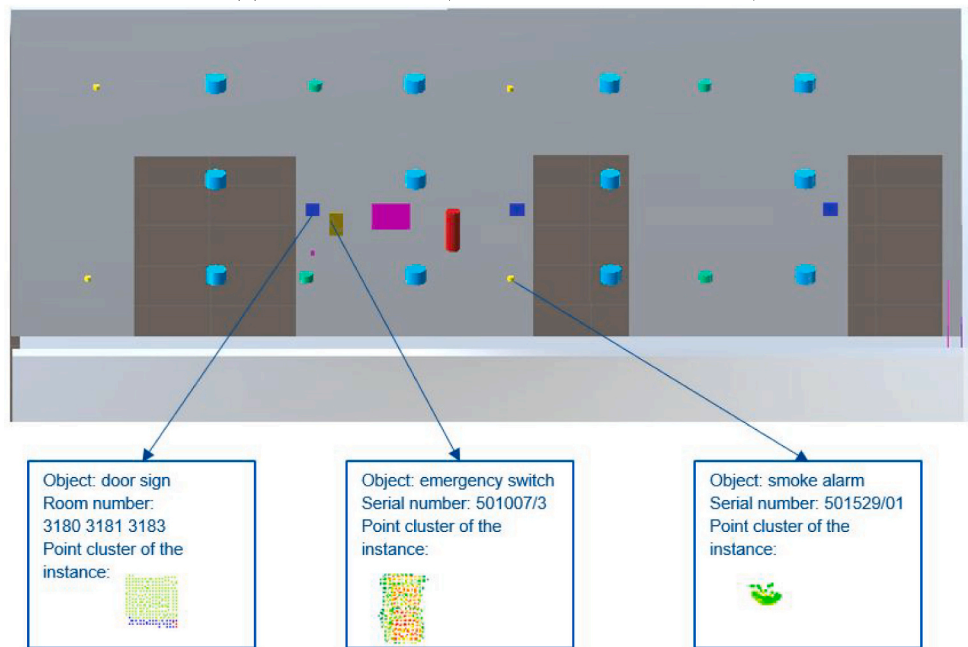 Object: door sign
Room number:
3180 3181 3183
Point cluster of the
instance:
Object: emergency switch
Serial number: 501007/3
Point cluster of the
instance:
Object: smoke alarm
Serial number: 501529/01
Point cluster of the
instance: